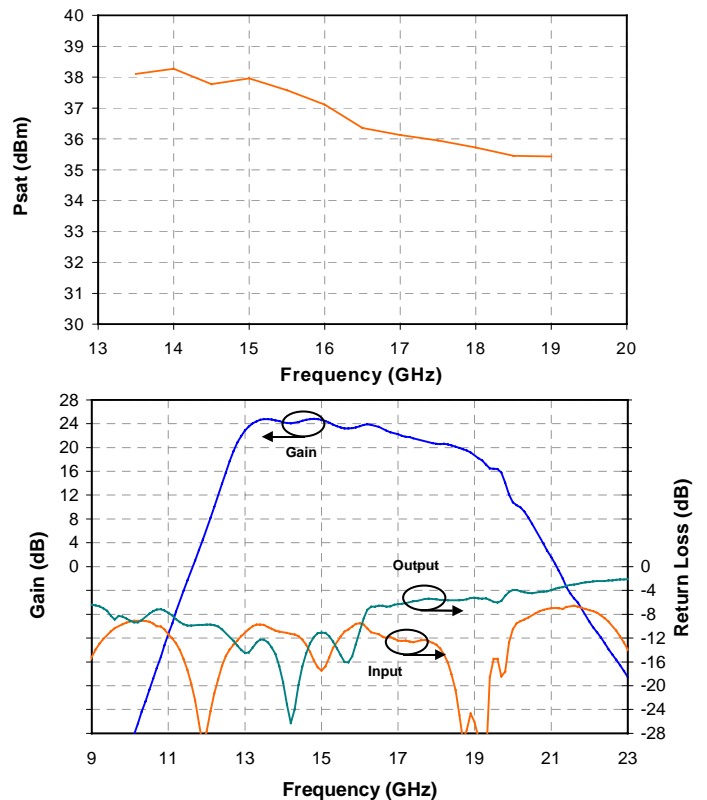 Psat (dBm)
40
39
38
37
36
35
34
33
32
31
30
13 14 15 16 17 18 19 20
Frequency (GHz)
Gain (dB)
28
24
20
16
12
8
4
0
Gain
Output
Input
Return Loss (dB)
0
-4
-8
-12
-16
-20
-24
-28
9 11 13 15 17 19 21 23
Frequency (GHz)